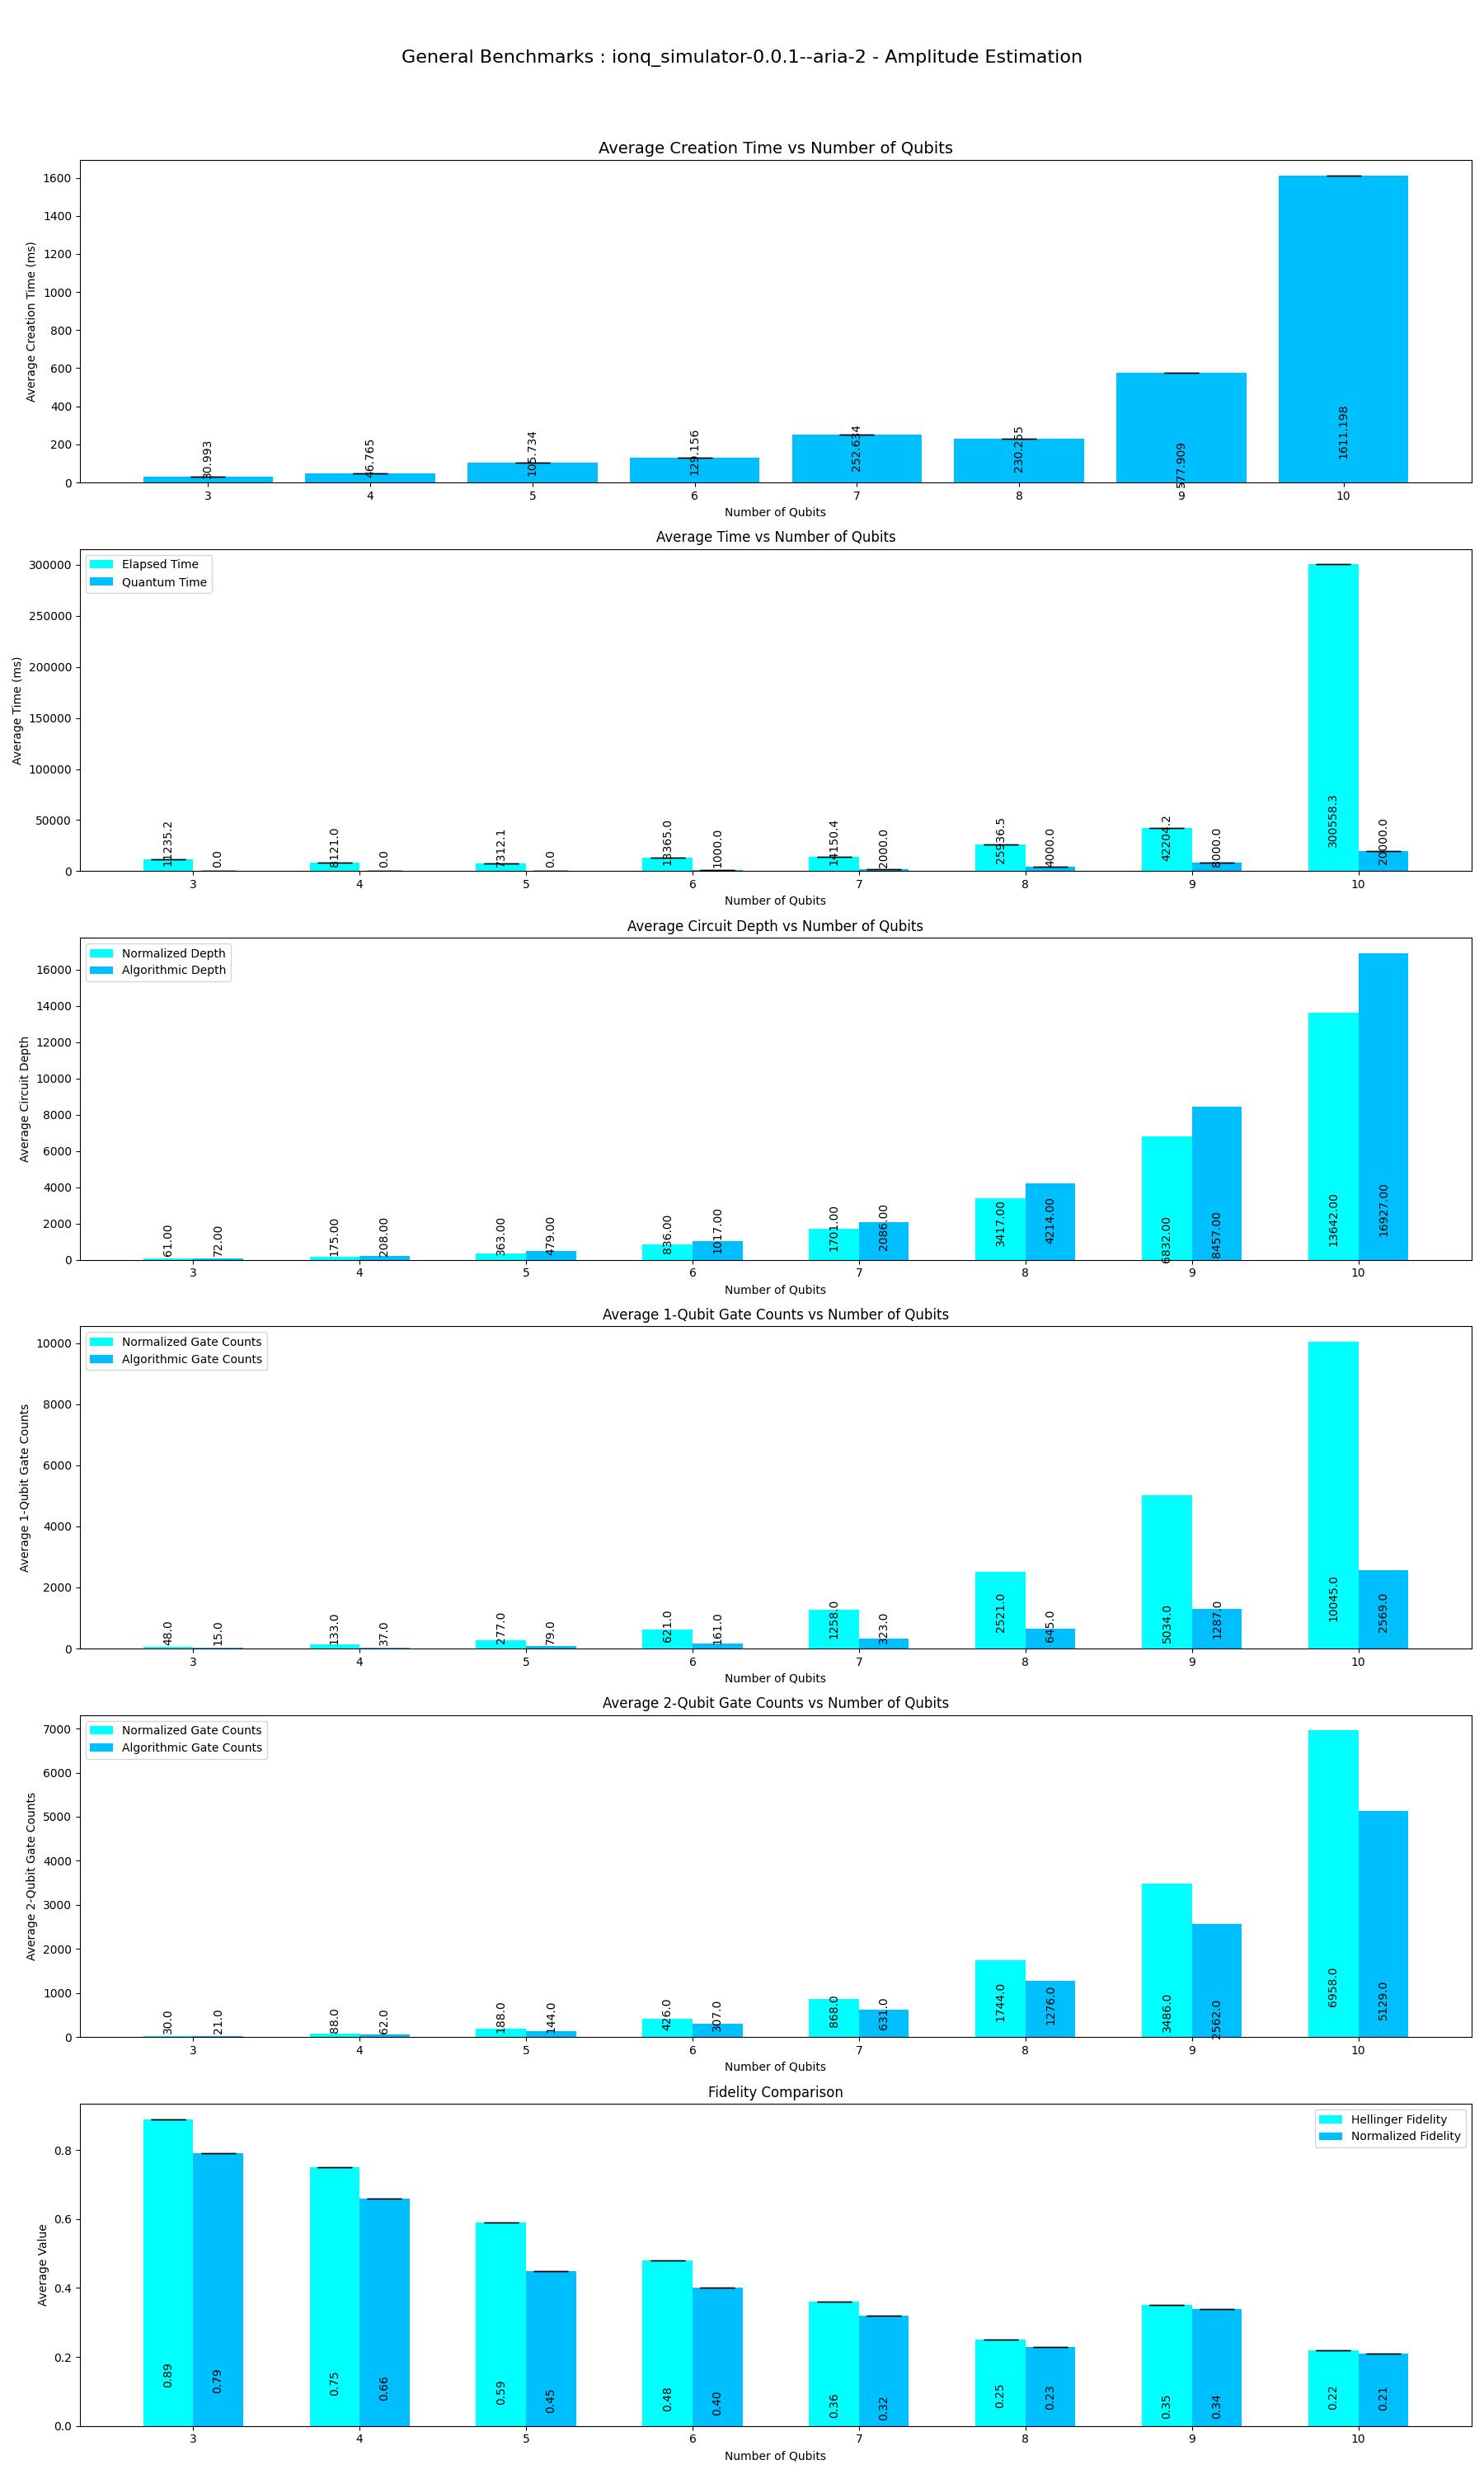 General Benchmarks : ionq_simulator-0.0.1--aria-2 - Amplitude Estimation
Average Creation Time vs Number of Qubits
Average Creation Time (ms)
1600
1400
1200
1000
800
600
400
200
0
30.993
46.765
105.734
129.156
252.634
230.255
577.909
1611.198
3 4 5 6 7 8 9 10
Number of Qubits
Average Time vs Number of Qubits
Elapsed Time
Quantum Time
Average Time (ms)
300000
250000
200000
150000
100000
50000
0
11235.2 0.0
8121.0 0.0
7312.1 0.0
13365.0 1000.0
14150.4 2000.0
25936.5 4000.0
42204.2 8000.0
300558.3 20000.0
3 4 5 6 7 8 9 10
Number of Qubits
Average Circuit Depth vs Number of Qubits
Normalized Depth
Algorithmic Depth
Average Circuit Depth
16000
14000
12000
10000
8000
6000
4000
2000
0
61.00 72.00
175.00 208.00
363.00 479.00
836.00 1017.00
1701.00 2086.00
3417.00 4214.00
6832.00 8457.00
13642.00 16927.00
3 4 5 6 7 8 9 10
Number of Qubits
Average 1-Qubit Gate Counts vs Number of Qubits
Normalized Gate Counts
Algorithmic Gate Counts
Average 1-Qubit Gate Counts
10000
8000
6000
4000
2000
0
48.0 15.0
133.0 37.0
277.0 79.0
621.0 161.0
1258.0 323.0
2521.0 645.0
5034.0 1287.0
10045.0 2569.0
3 4 5 6 7 8 9 10
Number of Qubits
Average 2-Qubit Gate Counts vs Number of Qubits
Normalized Gate Counts
Algorithmic Gate Counts
Average 2-Qubit Gate Counts
7000
6000
5000
4000
3000
2000
1000
0
30.0 21.0
88.0 62.0
188.0 144.0
426.0 307.0
868.0 631.0
1744.0 1276.0
3486.0 2562.0
6958.0 5129.0
3 4 5 6 7 8 9 10
Number of Qubits
Fidelity Comparison
Hellinger Fidelity
Normalized Fidelity
Average Value
0.8
0.6
0.4
0.2
0.0
0.89 0.79
0.75 0.66
0.59 0.45
0.48 0.40
0.36 0.32
0.25 0.23
0.35 0.34
0.22 0.21
3 4 5 6 7 8 9 10
Number of Qubits